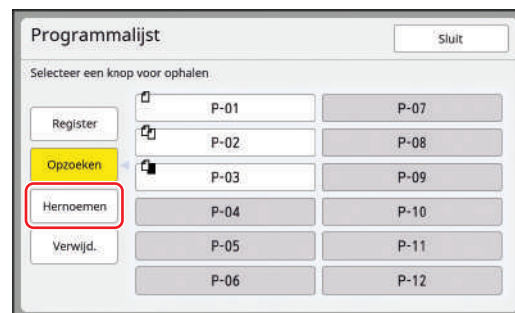 Programmalijst
Sluit
Selecteer een knop voor ophalen
Register
Opzoeken
Hernoemen
Verwijd.
P-01
P-02
P-03
P-04
P-05
P-06
P-07
P-08
P-09
P-10
P-11
P-12